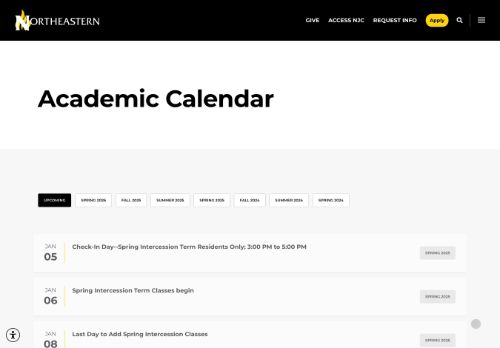 NORTHEASTERN
GIVE
ACCESS NJC
REQUEST INFO
Apply
Academic Calendar
UPCOMING
SPRING 2026
FALL 2025
SUMMER 2025
SPRING 2025
FALL 2024
SUMMER 2024
SPRING 2024
JAN
05
Check-In Day--Spring Intercession Term Residents Only; 3:00 PM to 5:00 PM
SPRING 2026
JAN
06
Spring Intercession Term Classes begin
SPRING 2026
JAN
08
Last Day to Add Spring Intercession Classes
SPRING 2026